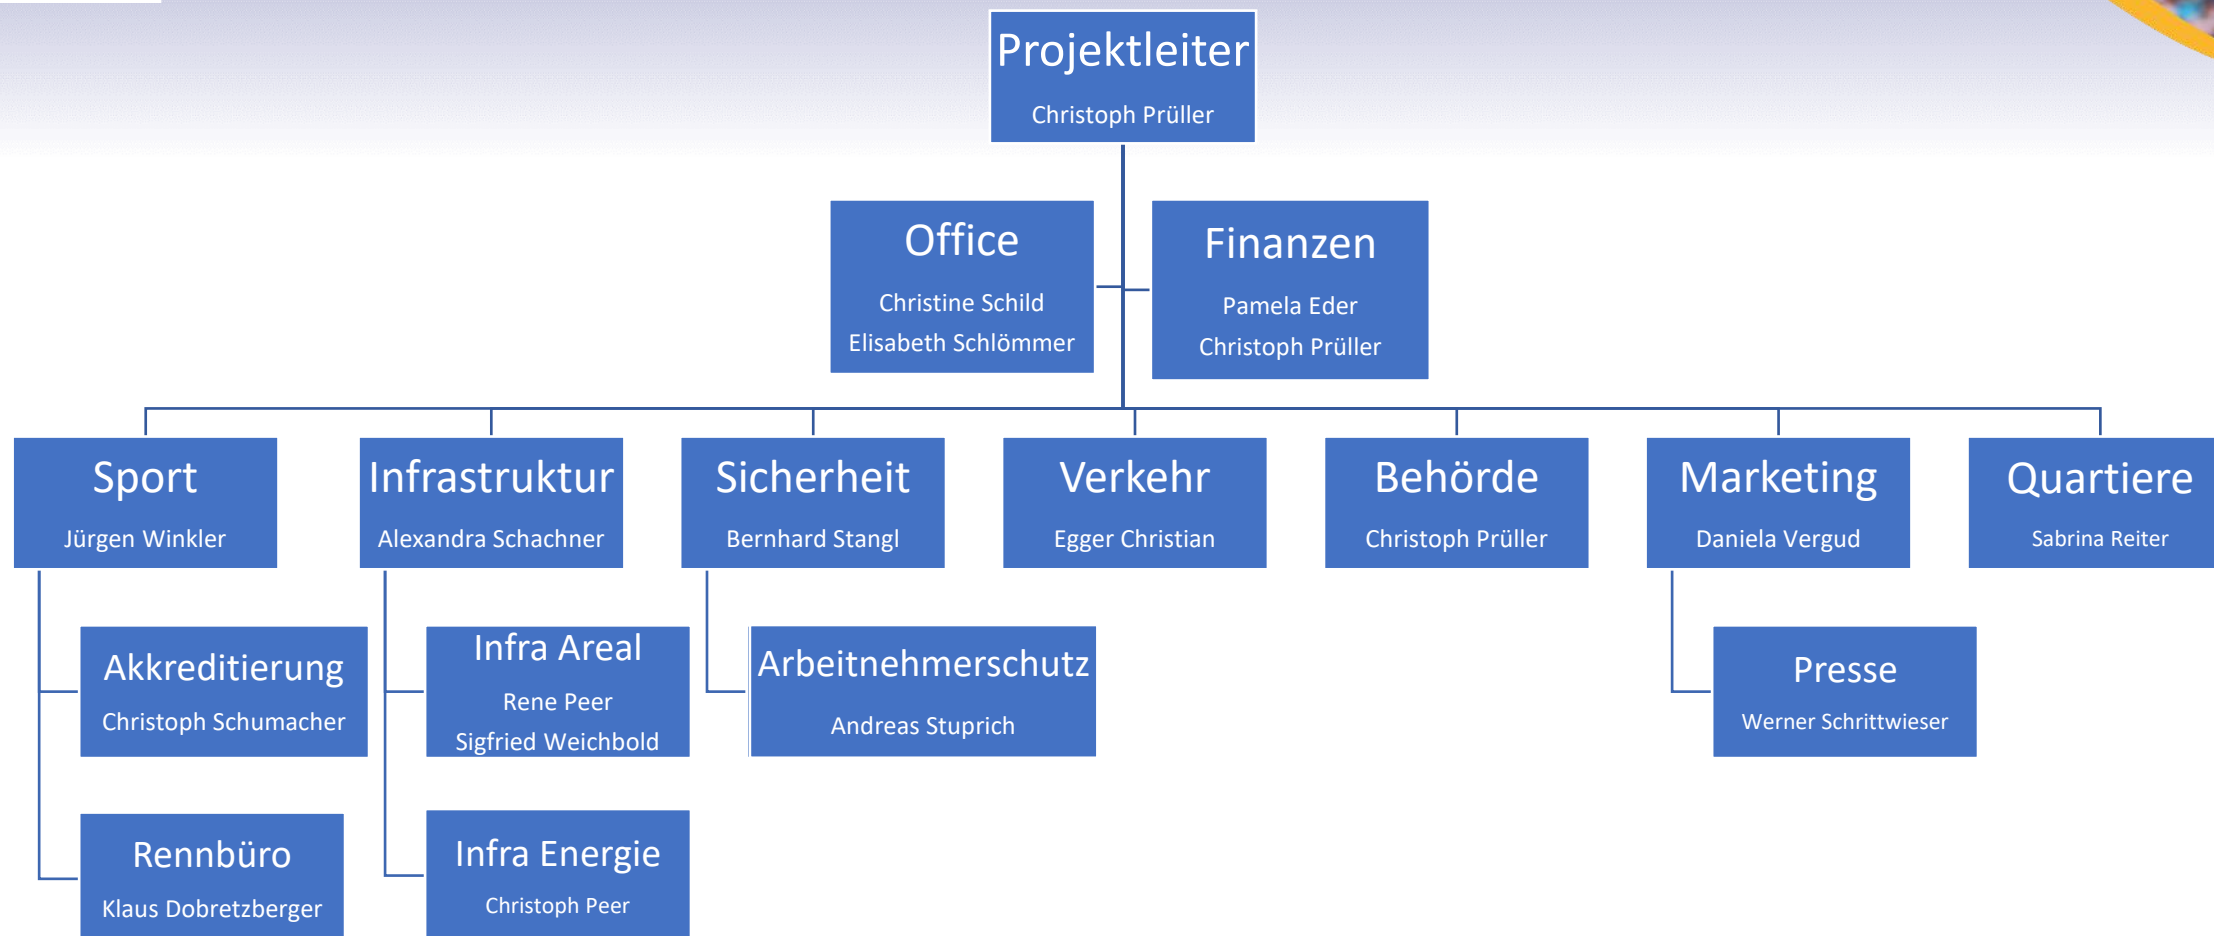 Projektleiter
Christoph Prüller
Office
Christine Schild
Elisabeth Schlömmer
Finanzen
Pamela Eder
Christoph Prüller
Sport
Jürgen Winkler
Infrastruktur
Alexandra Schachner
Sicherheit
Bernhard Stangl
Verkehr
Egger Christian
Behörde
Christoph Prüller
Marketing
Daniela Vergud
Quartiere
Sabrina Reiter
Akkreditierung
Christoph Schumacher
Infra Areal
Rene Peer
Sigfried Weichbold
Arbeitnehmerschutz
Andreas Stuprich
Presse
Werner Schrittwieser
Rennbüro
Klaus Dobretzberger
Infra Energie
Christoph Peer